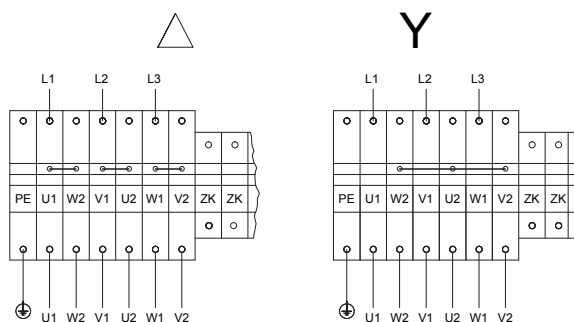 Y
L1 L2 L3 L1 L2 L3
PE U1 W2 V1 U2 W1 V2 ZK ZK PE U1 W2 V1 U2 W1 V2 ZK ZK
U1 W2 V1 U2 W1 V2 U1 W2 V1 U2 W1 V2